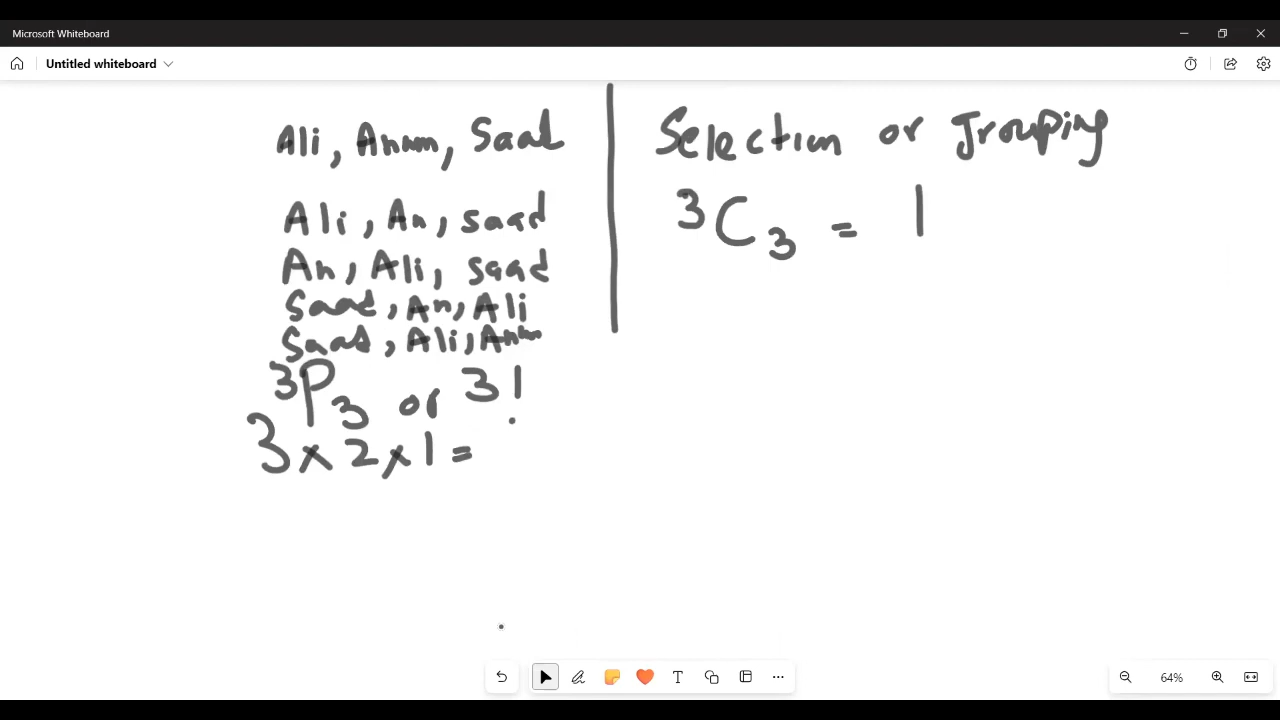 Microsoft Whiteboard
Untitled whiteboard
Ali, Anum, Saad
Ali, An, saad
An, Ali, saad
Saad, An, Ali
Saad, Ali, Anum
³P₃ or 3!
3 × 2 × 1 =
Selection or grouping
³C₃ = 1
64%